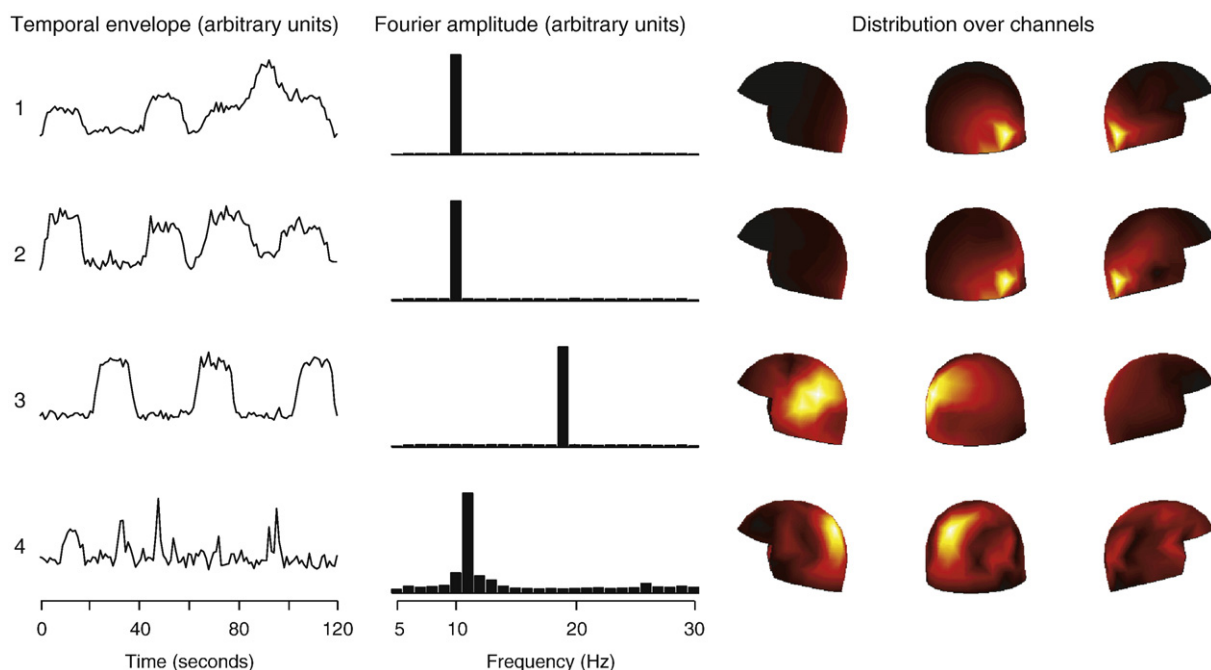 Temporal envelope (arbitrary units)
Fourier amplitude (arbitrary units)
Distribution over channels
1
2
3
4
0 40 80 120
Time (seconds)
5 10 20 30
Frequency (Hz)